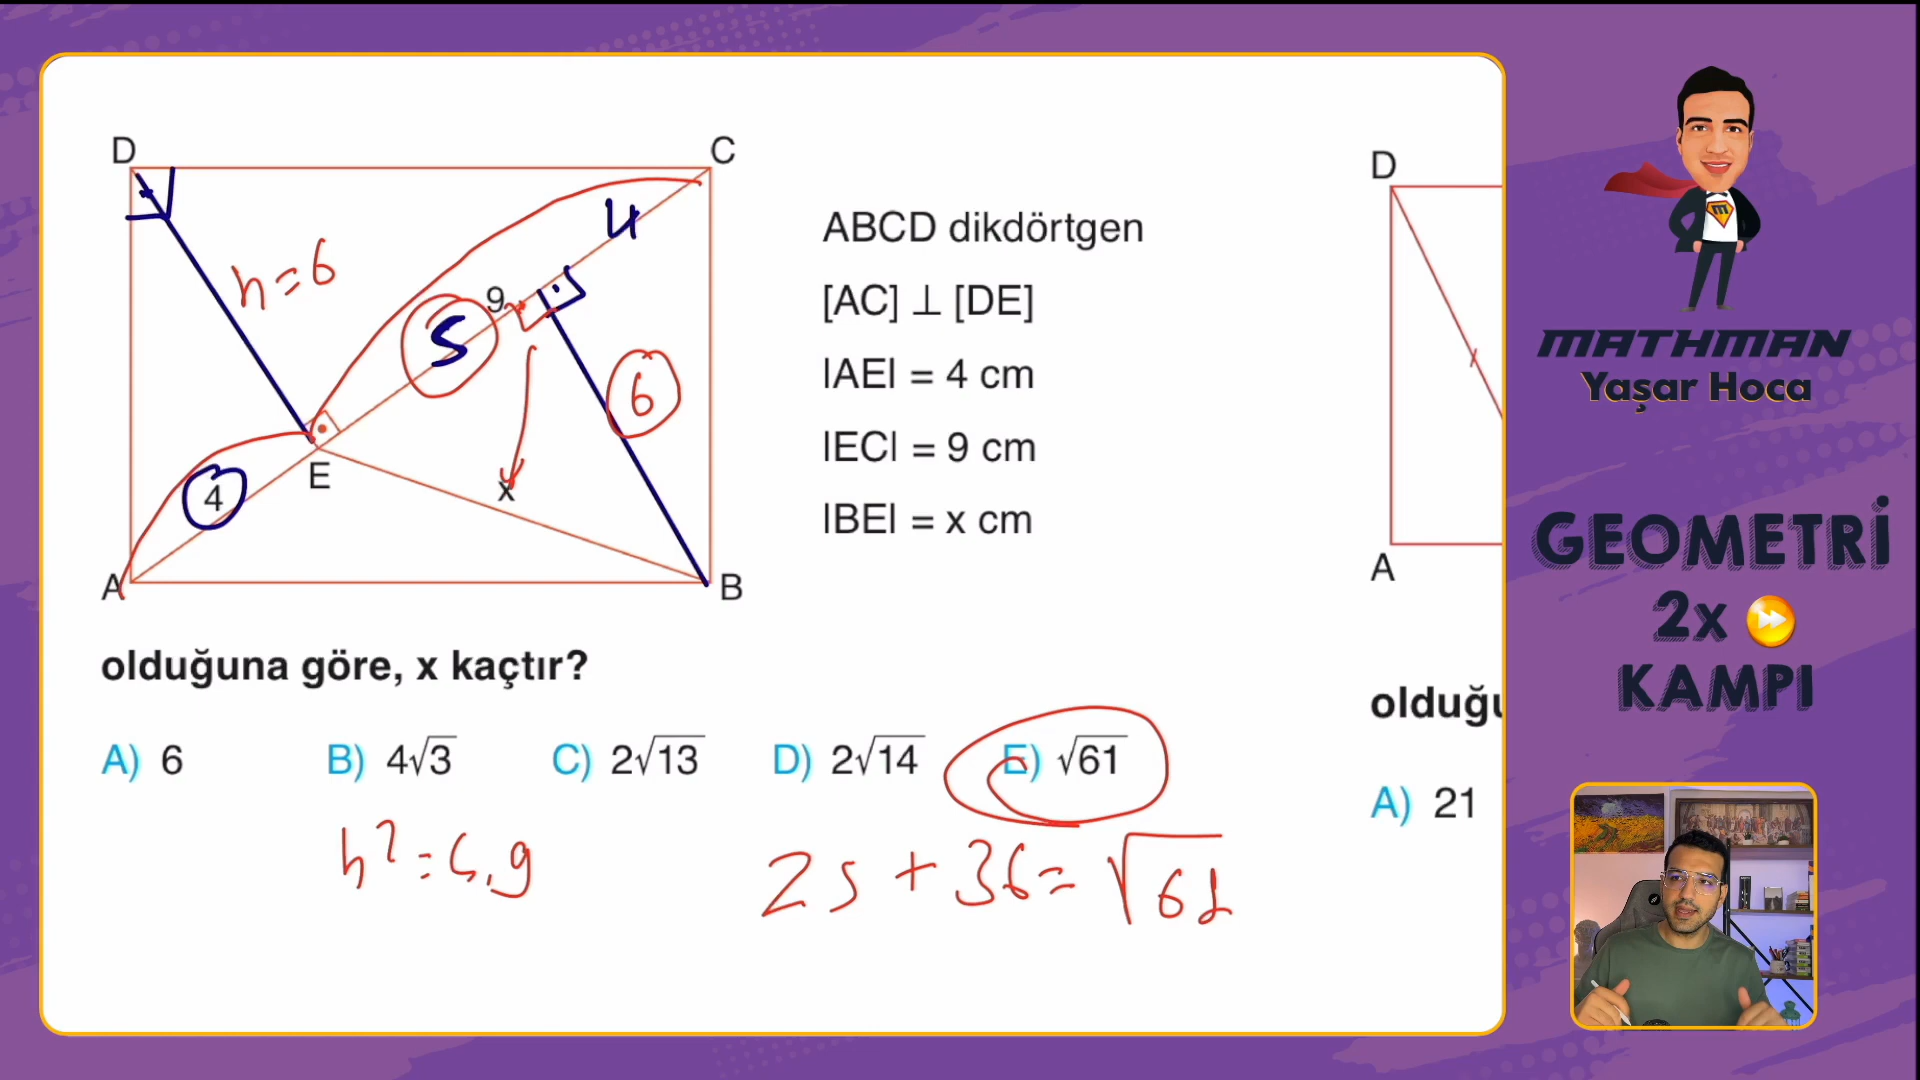 D
C
4
h=6
9
5
6
E
4
x
A
B
ABCD dikdörtgen
[AC] ⊥ [DE]
|AE| = 4 cm
|EC| = 9 cm
|BE| = x cm
olduğuna göre, x kaçtır?
A) 6 B) 4√3 C) 2√13 D) 2√14 E) √61
h²=4.9
25+36=√61
D
A
olduğu
A) 21
M
MATHMAN
Yaşar Hoca
GEOMETRİ
2x
KAMPI